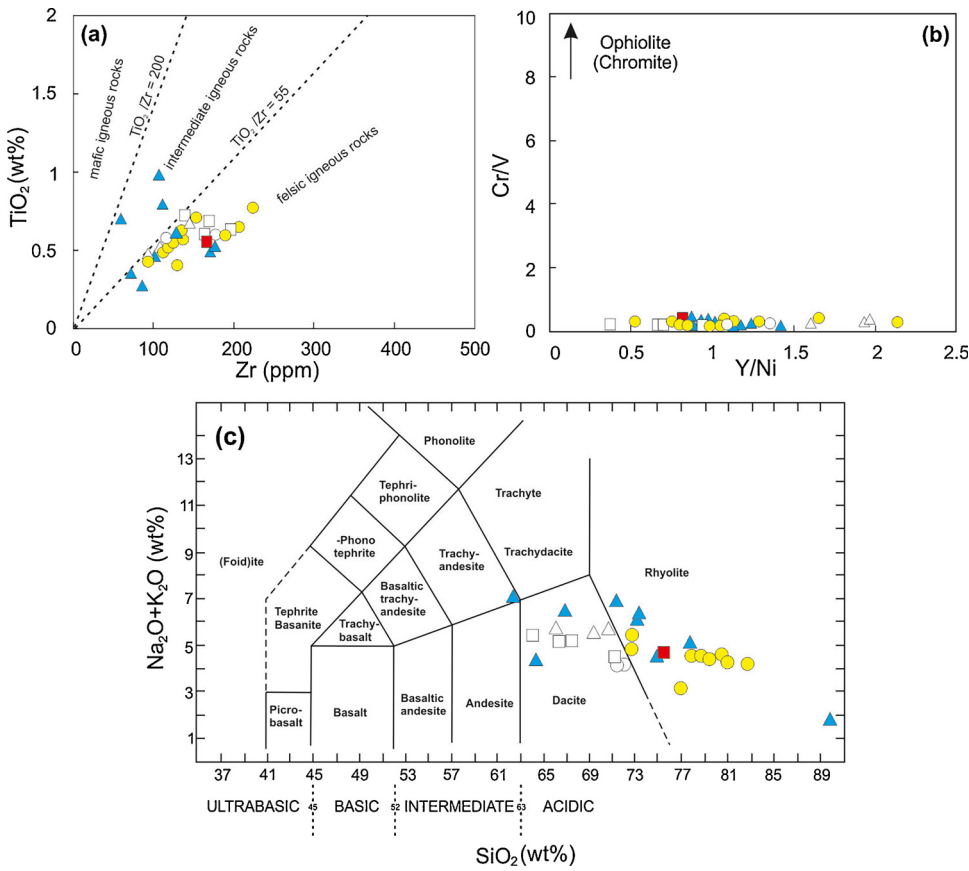 (a)
2
1.5
1
0.5
0
TiO₂ (wt%)
mafic igneous rocks
TiO₂ /Zr = 200
intermediate igneous rocks
TiO₂/Zr = 55
felsic igneous rocks
0 100 200 300 400 500
Zr (ppm)
(b)
Ophiolite
(Chromite)
10
8
6
4
2
0
Cr/V
0.5 1 1.5 2 2.5
Y/Ni
(c)
13
11
9
7
5
3
1
Na₂O+K₂O (wt%)
Phonolite
Tephri-
phonolite
Trachyte
-Phono
tephrite
Trachy-
andesite
Trachydacite
(Foid)ite
Rhyolite
Basaltic
trachy-
andesite
Tephrite
Basanite
Trachy-
basalt
Picro-
basalt
Basalt
Basaltic
andesite
Andesite
Dacite
37 41 45 49 53 57 61 65 69 73 77 81 85 89
ULTRABASIC 45 BASIC 52 INTERMEDIATE 63 ACIDIC
SiO₂ (wt%)